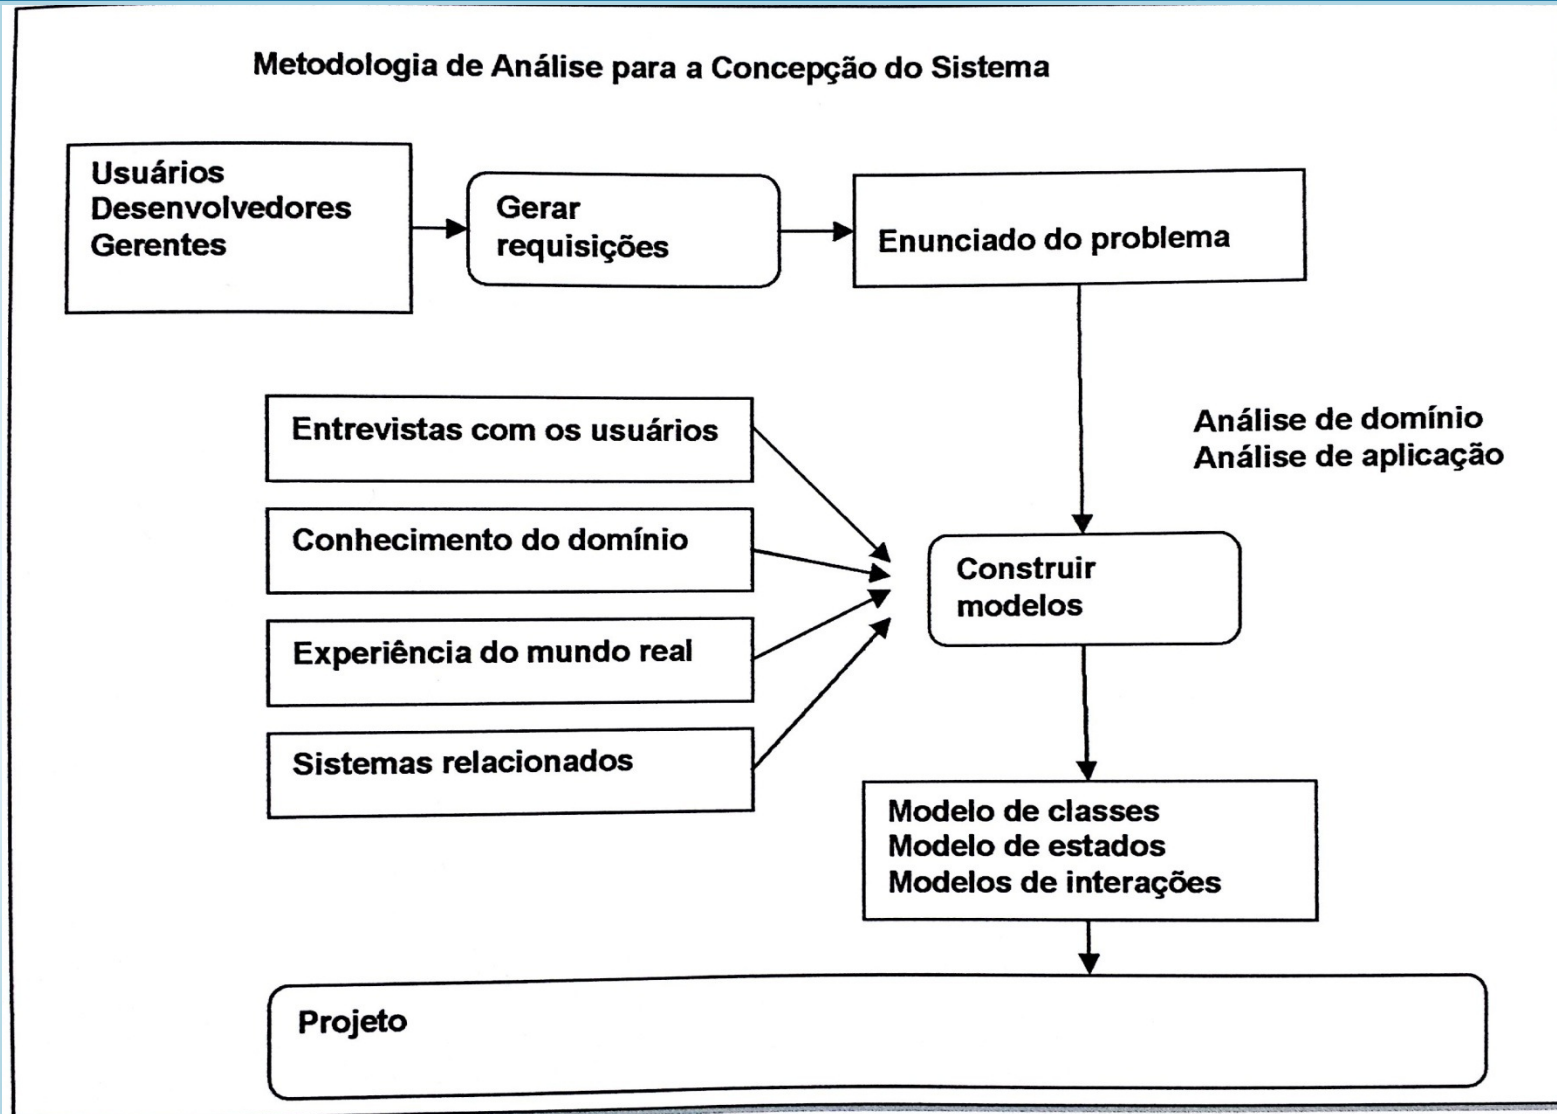 Metodologia de Análise para a Concepção do Sistema
Usuários
Desenvolvedores
Gerentes
Gerar
requisições
Enunciado do problema
Entrevistas com os usuários
Análise de domínio
Análise de aplicação
Conhecimento do domínio
Construir
modelos
Experiência do mundo real
Sistemas relacionados
Modelo de classes
Modelo de estados
Modelos de interações
Projeto